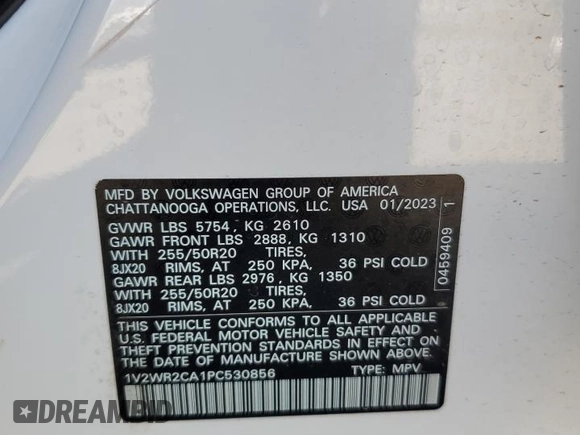 MFD BY VOLKSWAGEN GROUP OF AMERICA
CHATTANOOGA OPERATIONS, LLC. USA 01/2023
GVWR LBS 5754, KG 2610
GAWR FRONT LBS 2888, KG 1310
WITH 255/50R20 TIRES,
8JX20 RIMS, AT 250 KPA, 36 PSI COLD
GAWR REAR LBS 2976, KG 1350
WITH 255/50R20 TIRES,
8JX20 RIMS, AT 250 KPA, 36 PSI COLD
THIS VEHICLE CONFORMS TO ALL APPLICABLE
U.S. FEDERAL MOTOR VEHICLE SAFETY AND
THEFT PREVENTION STANDARDS IN EFFECT
ON THE DATE OF MANUFACTURE SHOWN ABOVE.
1V2WR2CA1PC530856 TYPE: MPV
0459409 1
DREAMBID